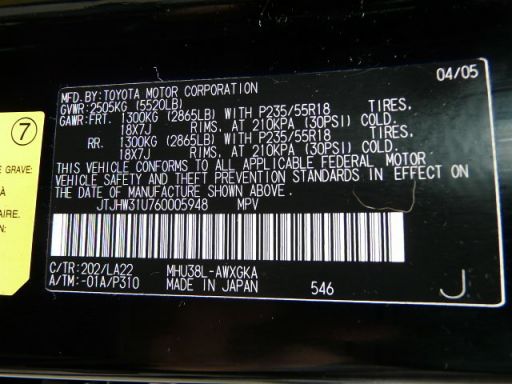 04/05
MFD.BY:TOYOTA MOTOR CORPORATION
GVWR:2505KG (5520LB)
GAWR:FRT. 1300KG (2865LB) WITH P235/55R18 TIRES,
18X7J RIMS, AT 210KPA (30PSI) COLD.
RR. 1300KG (2865LB) WITH P235/55R18 TIRES,
18X7J RIMS, AT 210KPA (30PSI) COLD.
THIS VEHICLE CONFORMS TO ALL APPLICABLE FEDERAL MOTOR
VEHICLE SAFETY AND THEFT PREVENTION STANDARDS IN EFFECT ON
THE DATE OF MANUFACTURE SHOWN ABOVE.
JTJHW31U760005948 MPV
C/TR:202/LA22 MHU38L-AWXGKA
A/TM:-01A/P310 MADE IN JAPAN 546 J
7
E GRAVE:
À
AIRE.
N: